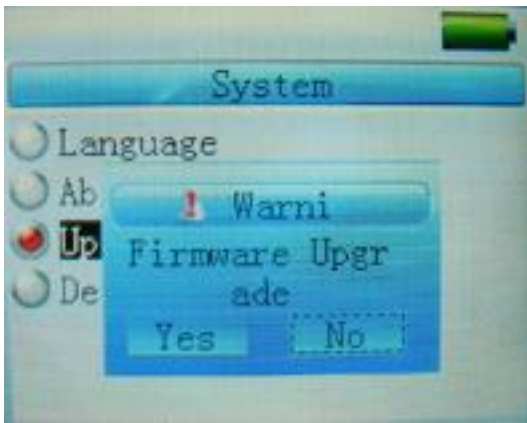 System
Language
Ab
Warni
Up
Firmware Upgr
ade
De
Yes No